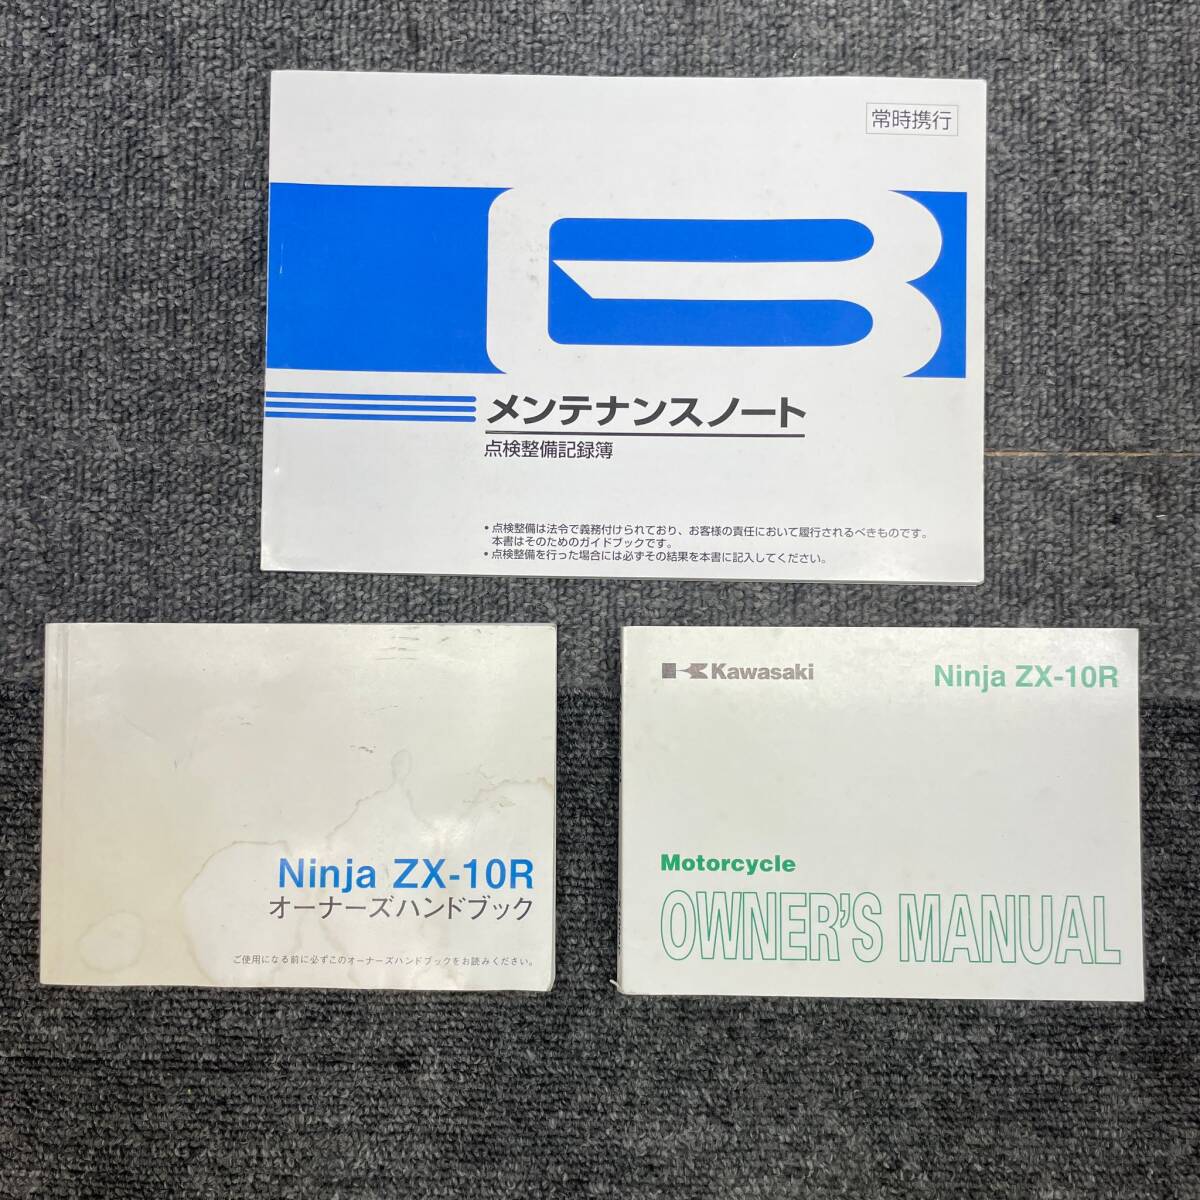 常時携行
メンテナンスノート
点検整備記録簿
•点検整備は法令で義務付けられており、お客様の責任において履行されるべきものです。
本書はそのためのガイドブックです。
•点検整備を行った場合には必ずその結果を本書に記入してください。
Ninja ZX-10R
オーナーズハンドブック
ご使用になる前に必ずこのオーナーズハンドブックをお読みください。
Kawasaki
Ninja ZX-10R
Motorcycle
OWNER'S MANUAL